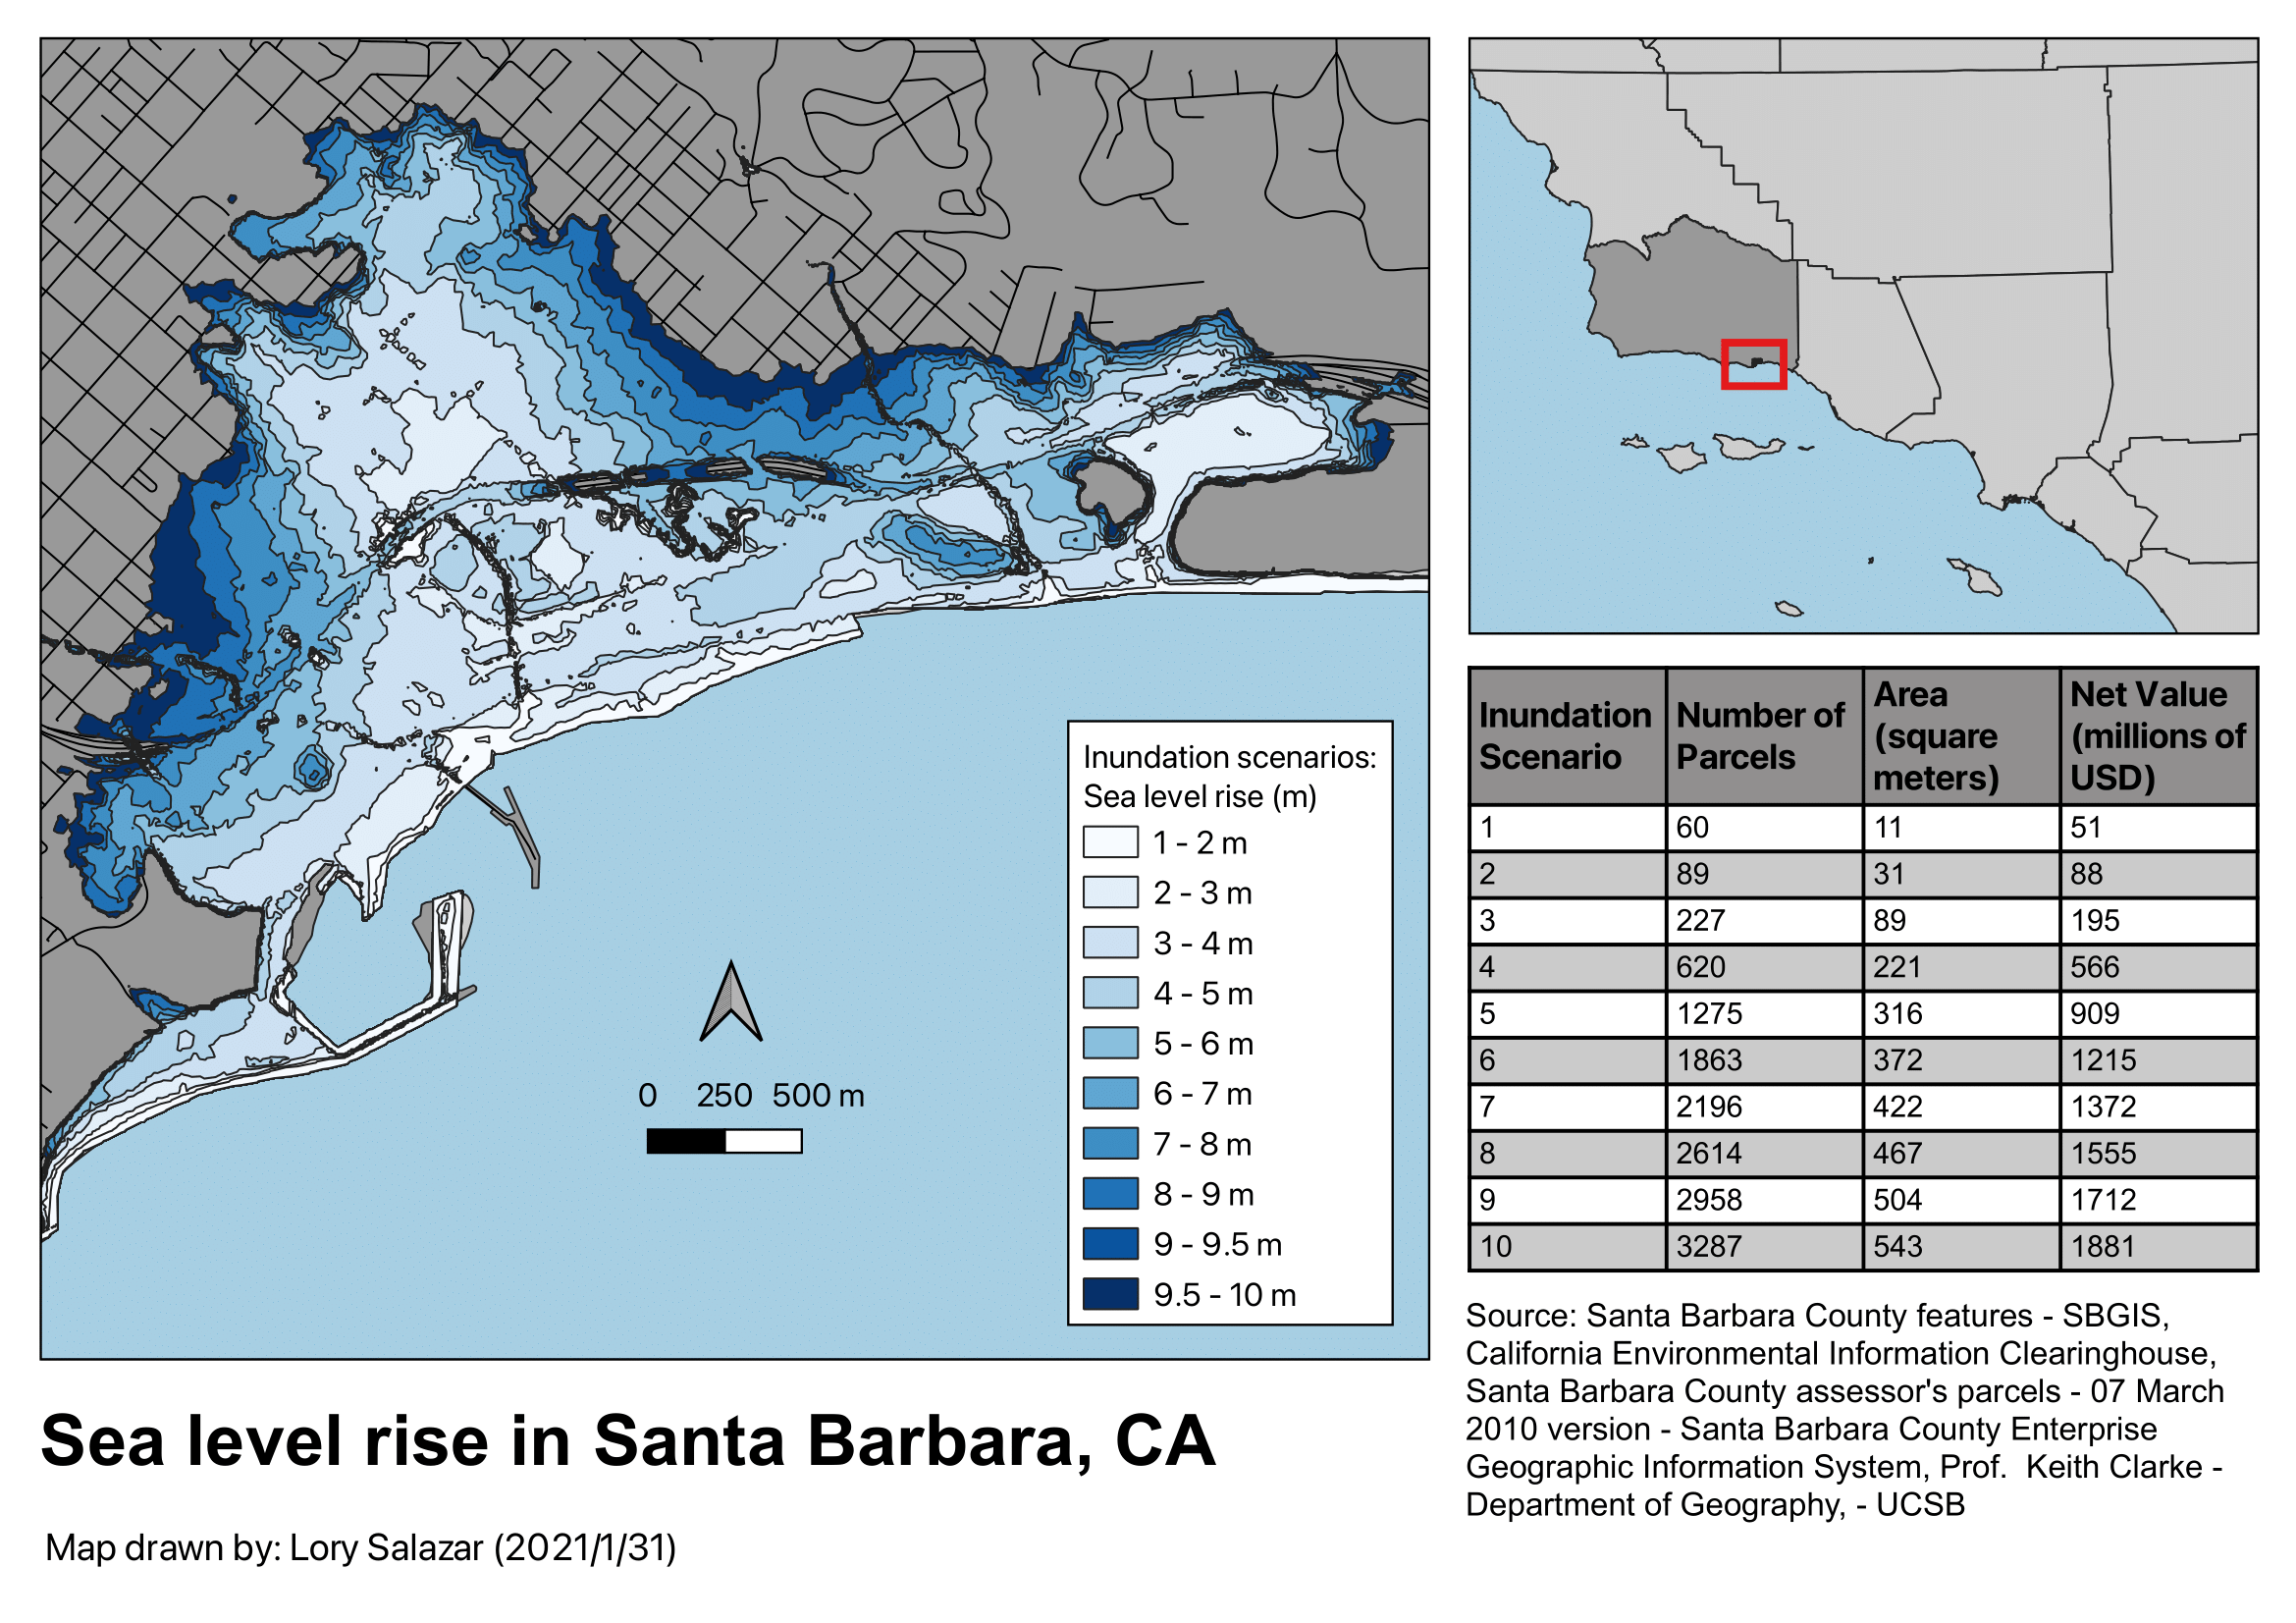 Inundation scenarios:
Sea level rise (m)
1 - 2 m
2 - 3 m
3 - 4 m
4 - 5 m
5 - 6 m
6 - 7 m
7 - 8 m
8 - 9 m
9 - 9.5 m
9.5 - 10 m
0 250 500 m
Sea level rise in Santa Barbara, CA
Map drawn by: Lory Salazar (2021/1/31)
Inundation Scenario Number of Parcels Area (square meters) Net Value (millions of USD)
1 60 11 51
2 89 31 88
3 227 89 195
4 620 221 566
5 1275 316 909
6 1863 372 1215
7 2196 422 1372
8 2614 467 1555
9 2958 504 1712
10 3287 543 1881
Source: Santa Barbara County features - SBGIS,
California Environmental Information Clearinghouse,
Santa Barbara County assessor's parcels - 07 March
2010 version - Santa Barbara County Enterprise
Geographic Information System, Prof.  Keith Clarke -
Department of Geography, - UCSB